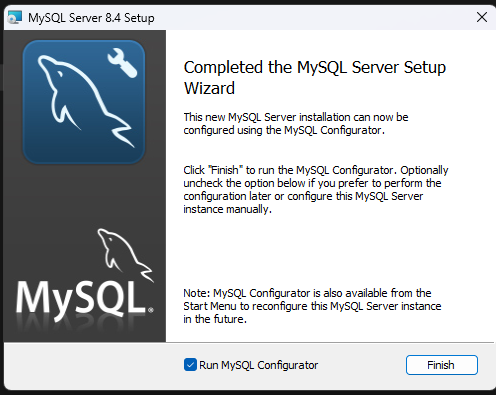 MySQL Server 8.4 Setup
Completed the MySQL Server Setup
Wizard
This new MySQL Server installation can now be
configured using the MySQL Configurator.
Click "Finish" to run the MySQL Configurator. Optionally
uncheck the option below if you prefer to perform the
configuration later or configure this MySQL Server
instance manually.
MySQL®
Note: MySQL Configurator is also available from the
Start Menu to reconfigure this MySQL Server instance
in the future.
Run MySQL Configurator
Finish